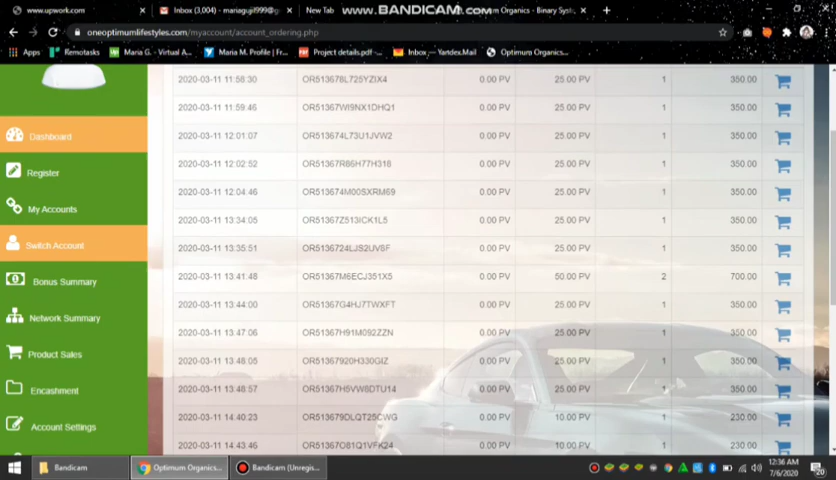 www.upwork.com
Inbox (3,004) - mariagujil999@g
New Tab
WWW.BANDICAM.COM
m Organics - Binary Syst
oneoptimumlifestyles.com/myaccount/account_ordering.php
Apps
Remotasks
Maria G. - Virtual A...
Maria M. Profile | Fr...
Project details.pdf -...
Inbox — Yandex.Mail
Optimum Organics...
2020-03-11 11:58:30 OR513678L725YZIX4 0.00 PV 25.00 PV 1 350.00
2020-03-11 11:59:46 OR51367WI9NX1DHQ1 0.00 PV 25.00 PV 1 350.00
2020-03-11 12:01:07 OR513674L73U1JVW2 0.00 PV 25.00 PV 1 350.00
2020-03-11 12:02:52 OR51367R86H77H318 0.00 PV 25.00 PV 1 350.00
2020-03-11 12:04:46 OR513674M00SXRM69 0.00 PV 25.00 PV 1 350.00
2020-03-11 13:34:05 OR51367Z513ICK1L5 0.00 PV 25.00 PV 1 350.00
2020-03-11 13:35:51 OR5136724LJS2UV8F 0.00 PV 25.00 PV 1 350.00
2020-03-11 13:41:48 OR51367M6ECJ351X5 0.00 PV 50.00 PV 2 700.00
2020-03-11 13:44:00 OR51367G4HJ7TWXFT 0.00 PV 25.00 PV 1 350.00
2020-03-11 13:47:06 OR51367H91M092ZZN 0.00 PV 25.00 PV 1 350.00
2020-03-11 13:48:05 OR51367920H330GIZ 0.00 PV 25.00 PV 1 350.00
2020-03-11 13:48:57 OR51367H5VW8DTU14 0.00 PV 25.00 PV 1 350.00
2020-03-11 14:40:23 OR513679DLQT25CWG 0.00 PV 10.00 PV 1 230.00
2020-03-11 14:43:46 OR51367O81Q1VFK24 0.00 PV 10.00 PV 1 230.00
Dashboard
Register
My Accounts
Switch Account
Bonus Summary
Network Summary
Product Sales
Encashment
Account Settings
Bandicam
Optimum Organics...
Bandicam (Unregis...
12:36 AM
7/6/2020
20